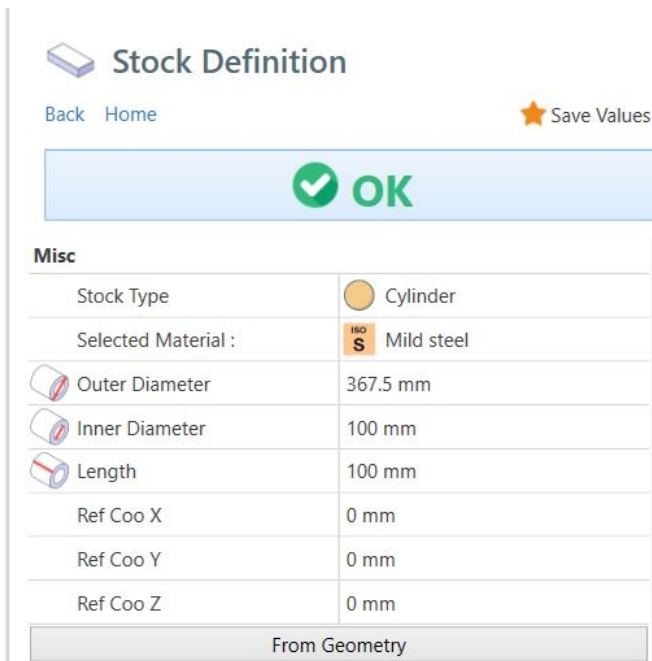 Stock Definition
Back Home Save Values
OK
Misc
Stock Type Cylinder
Selected Material : ISO S Mild steel
Outer Diameter 367.5 mm
Inner Diameter 100 mm
Length 100 mm
Ref Coo X 0 mm
Ref Coo Y 0 mm
Ref Coo Z 0 mm
From Geometry